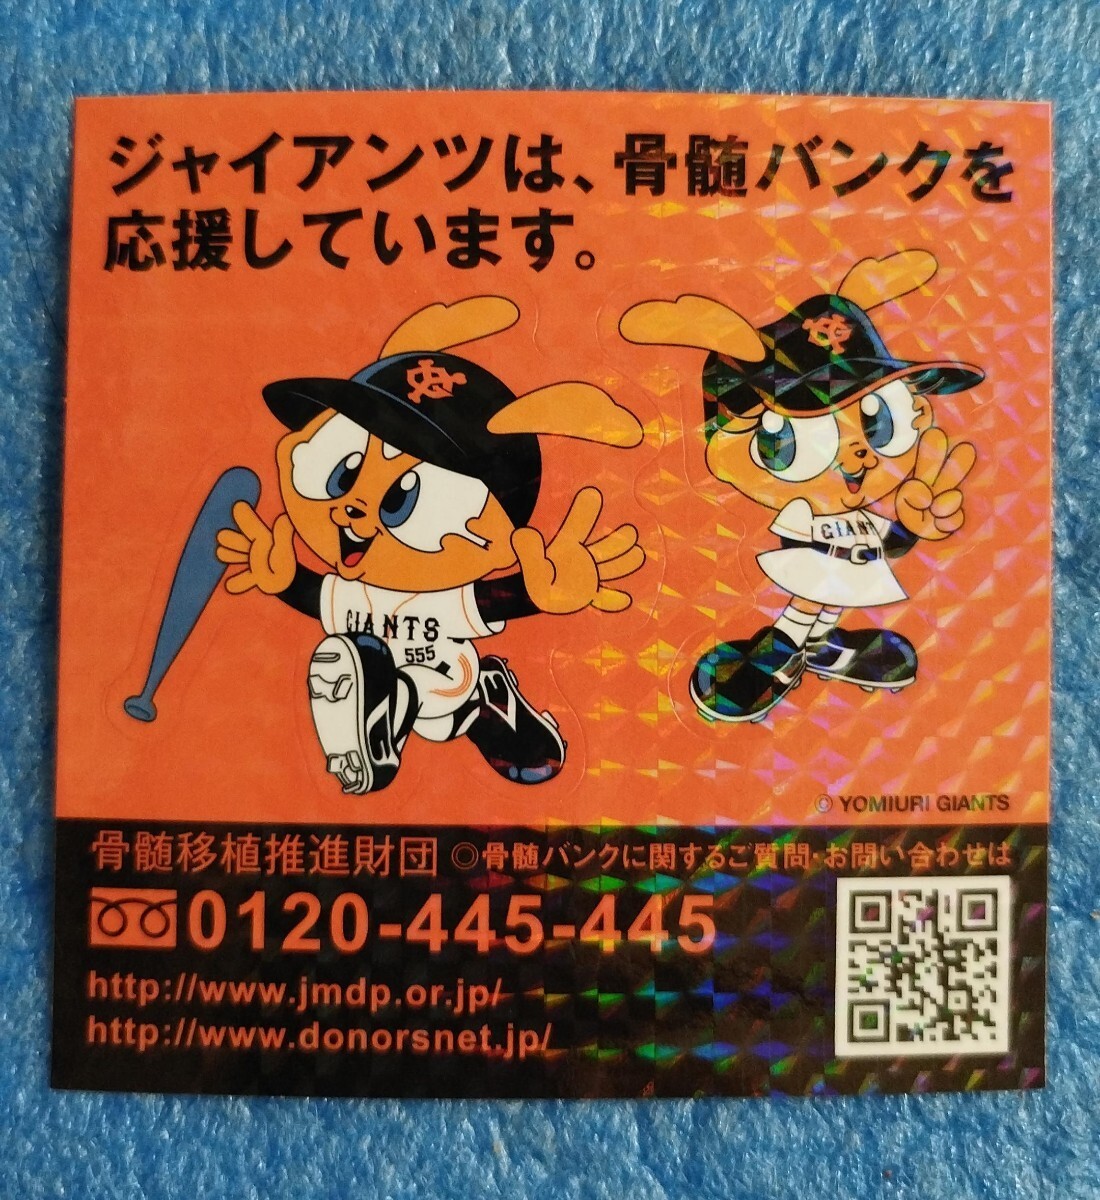 ジャイアンツは、骨髄バンクを
応援しています。
GIANTS
555
GIANT
© YOMIURI GIANTS
骨髄移植推進財団 ◎骨髄バンクに関するご質問・お問い合わせは
0120-445-445
http://www.jmdp.or.jp/
http://www.donorsnet.jp/